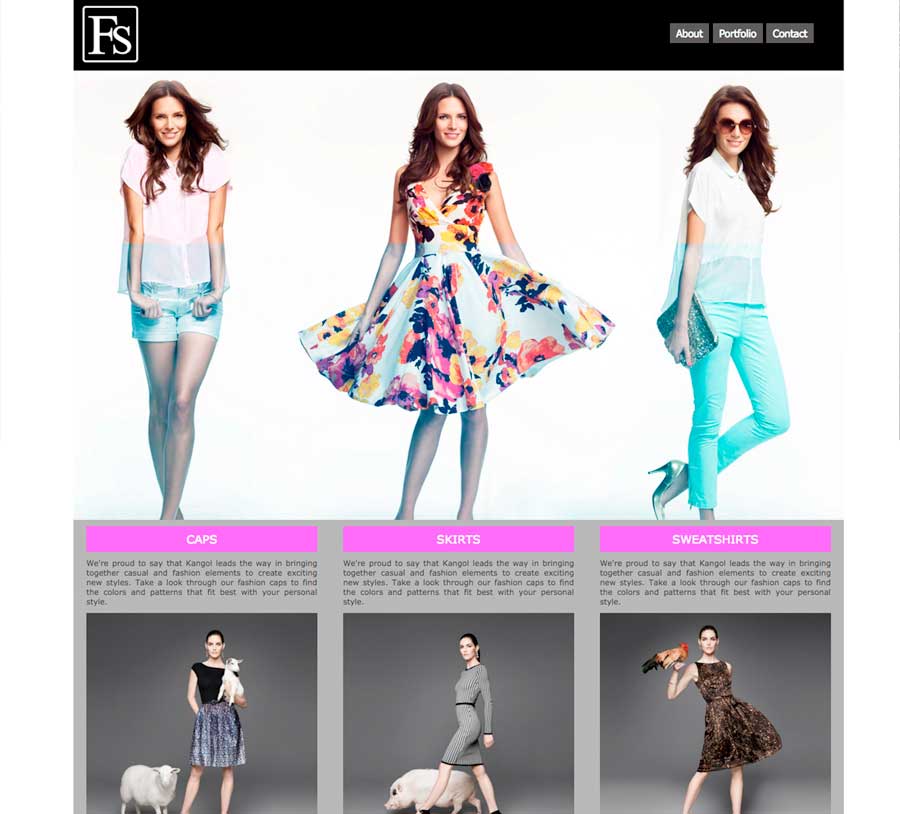 FS
About Portfolio Contact
CAPS
We're proud to say that Kangol leads the way in bringing
together casual and fashion elements to create exciting
new styles. Take a look through our fashion caps to find
the colors and patterns that fit best with your personal
style.
SKIRTS
We're proud to say that Kangol leads the way in bringing
together casual and fashion elements to create exciting
new styles. Take a look through our fashion caps to find
the colors and patterns that fit best with your personal
style.
SWEATSHIRTS
We're proud to say that Kangol leads the way in bringing
together casual and fashion elements to create exciting
new styles. Take a look through our fashion caps to find
the colors and patterns that fit best with your personal
style.